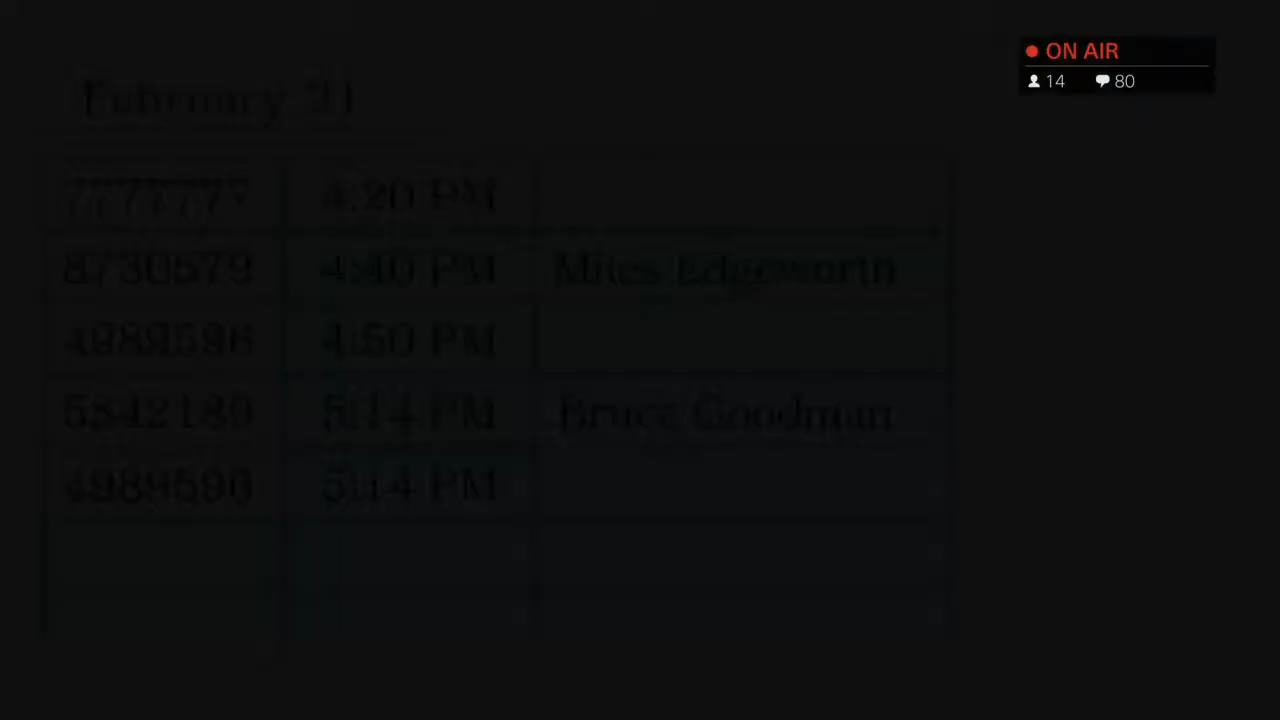 ON AIR
14 80
February 21
7777777 4:20 PM
8730579 4:40 PM Miles Edgeworth
4989596 4:50 PM
5842189 5:14 PM Bruce Goodman
4989596 5:14 PM